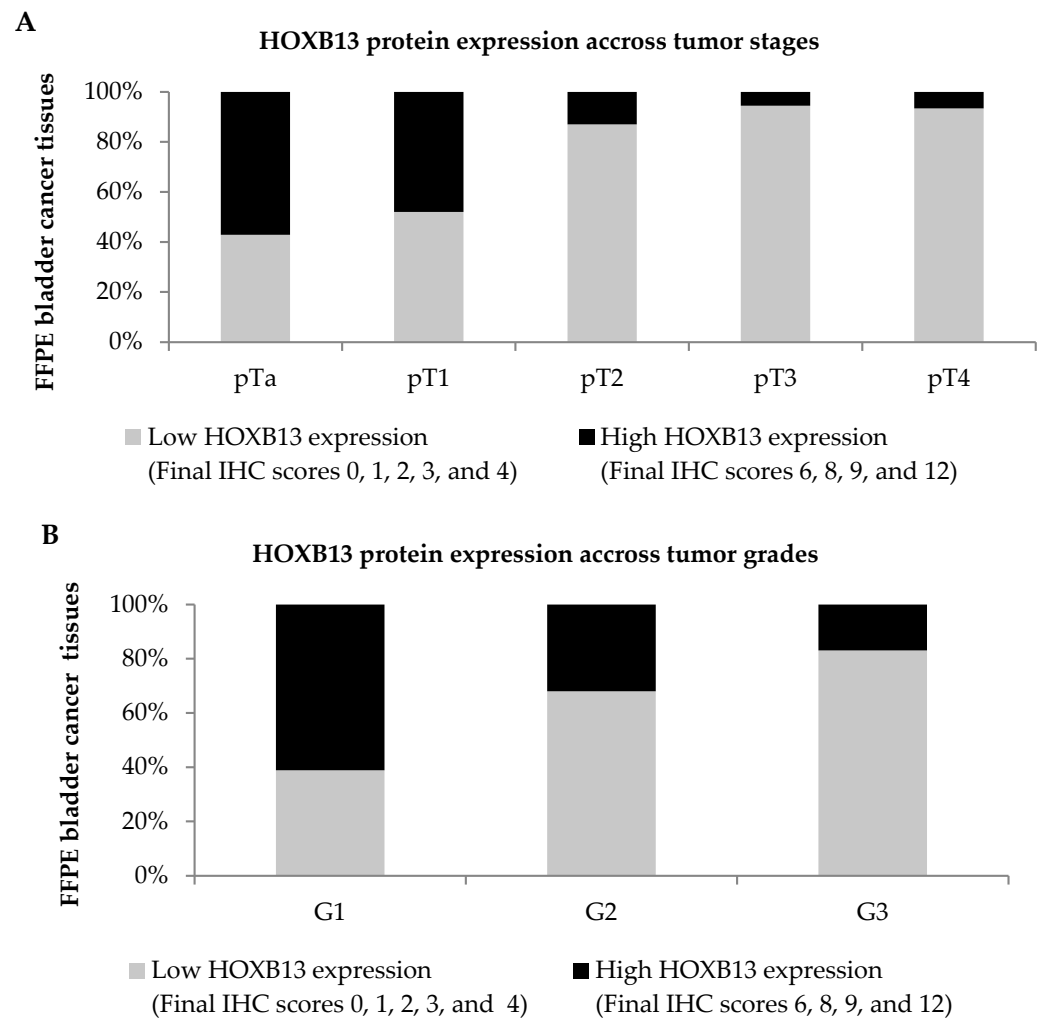 A
HOXB13 protein expression accross tumor stages
FFPE bladder cancer tissues
100%
80%
60%
40%
20%
0%
pTa pT1 pT2 pT3 pT4
Low HOXB13 expression
(Final IHC scores 0, 1, 2, 3, and 4)
High HOXB13 expression
(Final IHC scores 6, 8, 9, and 12)
B
HOXB13 protein expression accross tumor grades
FFPE bladder cancer tissues
100%
80%
60%
40%
20%
0%
G1 G2 G3
Low HOXB13 expression
(Final IHC scores 0, 1, 2, 3, and 4)
High HOXB13 expression
(Final IHC scores 6, 8, 9, and 12)